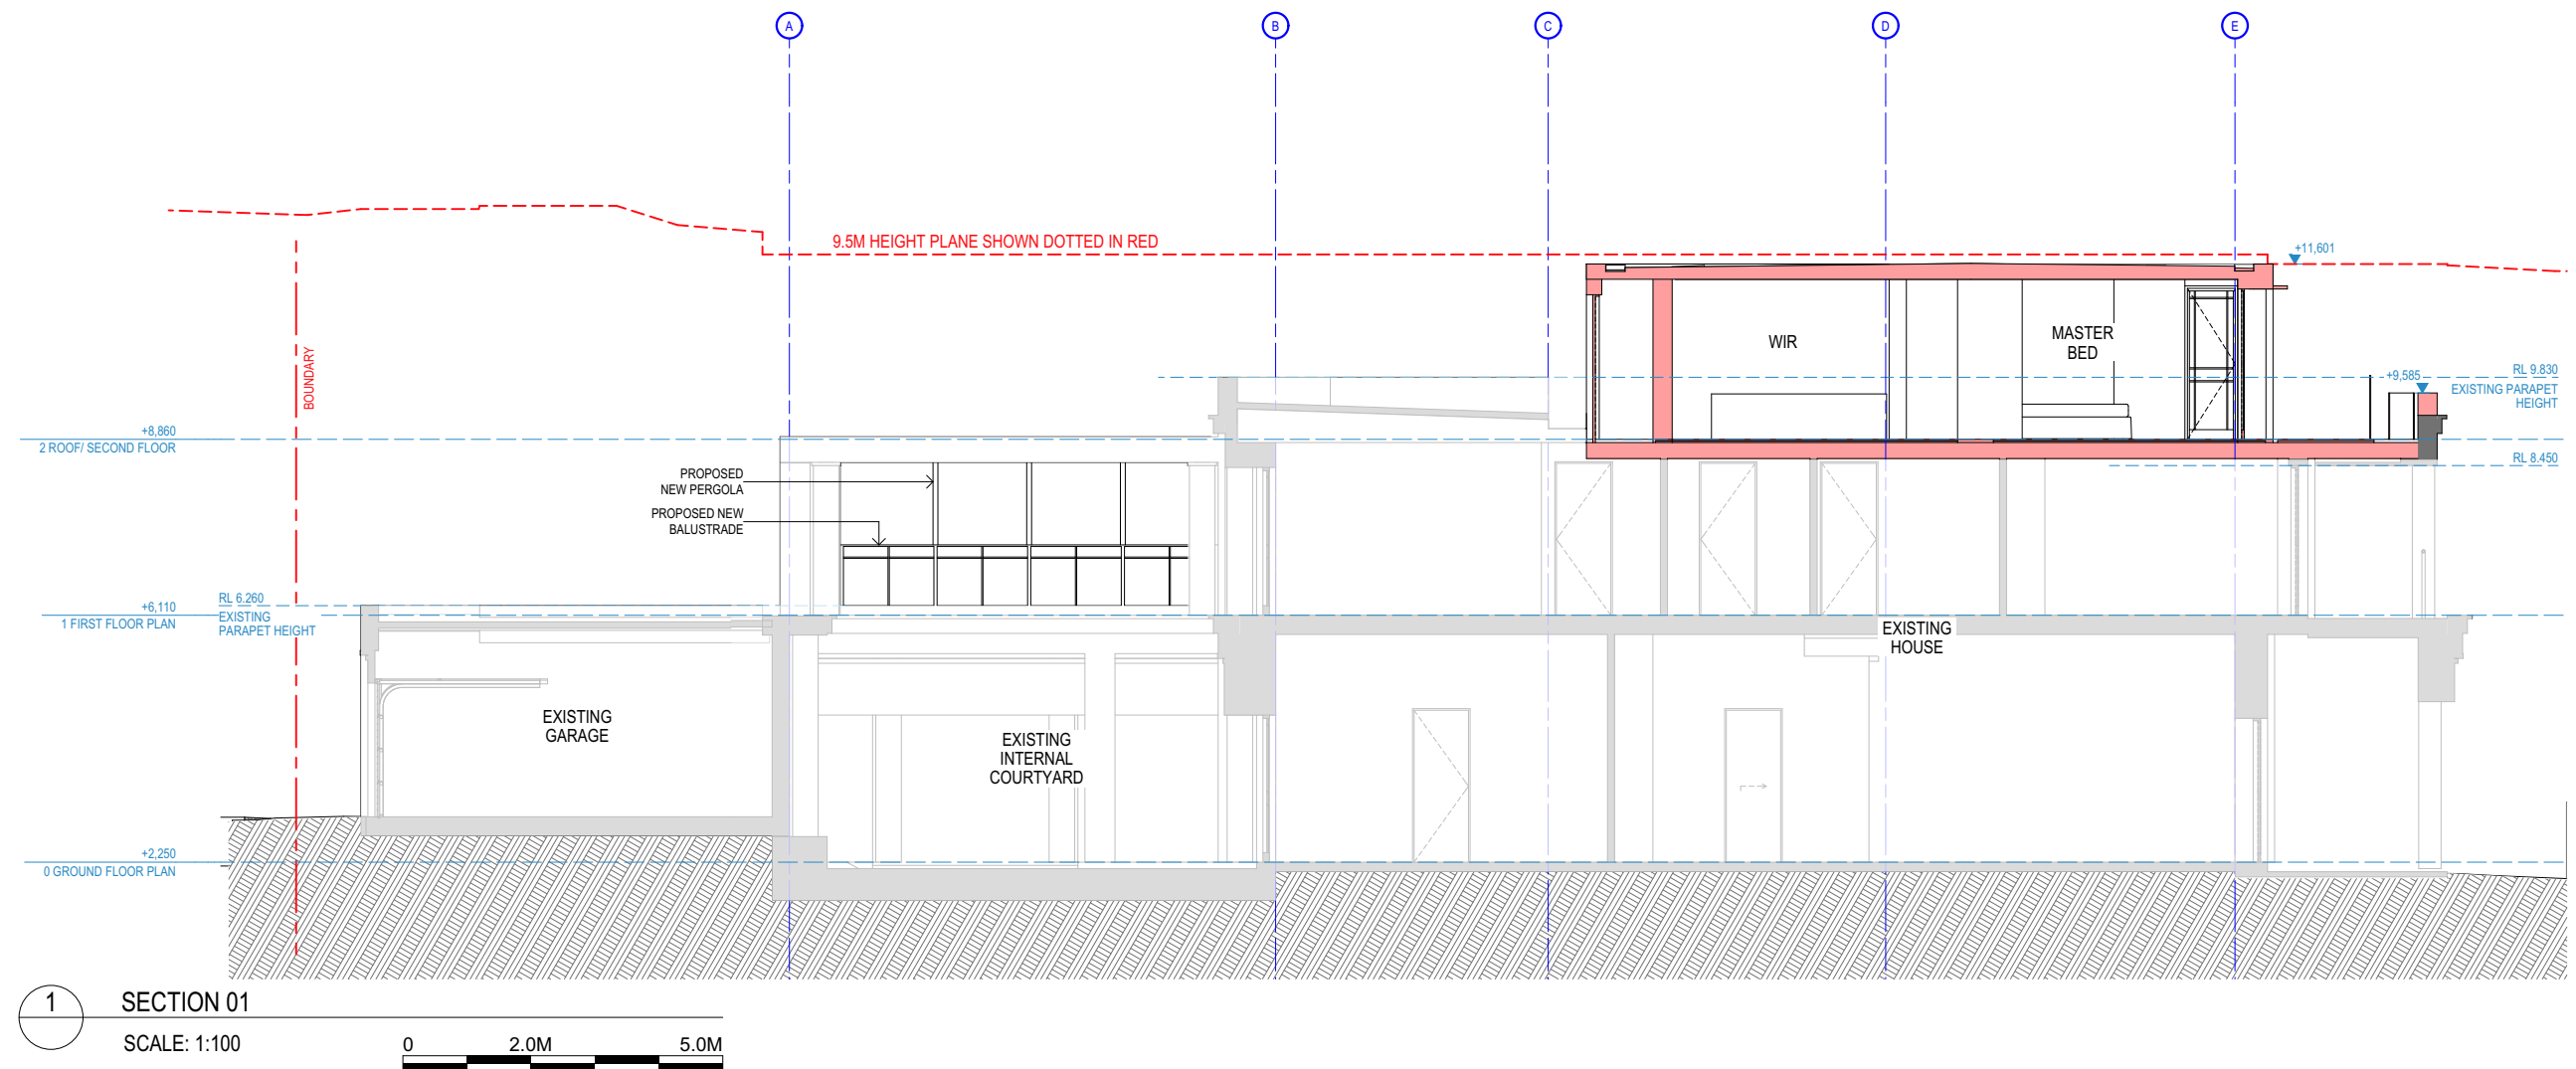 A
B
C
D
E
9.5M HEIGHT PLANE SHOWN DOTTED IN RED
+11,601
BOUNDARY
WIR
MASTER
BED
RL 9.830
+9,585
EXISTING PARAPET
HEIGHT
+8,860
2 ROOF/ SECOND FLOOR
RL 8.450
PROPOSED
NEW PERGOLA
PROPOSED NEW
BALUSTRADE
RL 6.260
+6,110
1 FIRST FLOOR PLAN
EXISTING
PARAPET HEIGHT
EXISTING
HOUSE
EXISTING
GARAGE
EXISTING
INTERNAL
COURTYARD
+2,250
0 GROUND FLOOR PLAN
1
SECTION 01
SCALE: 1:100
0 2.0M 5.0M